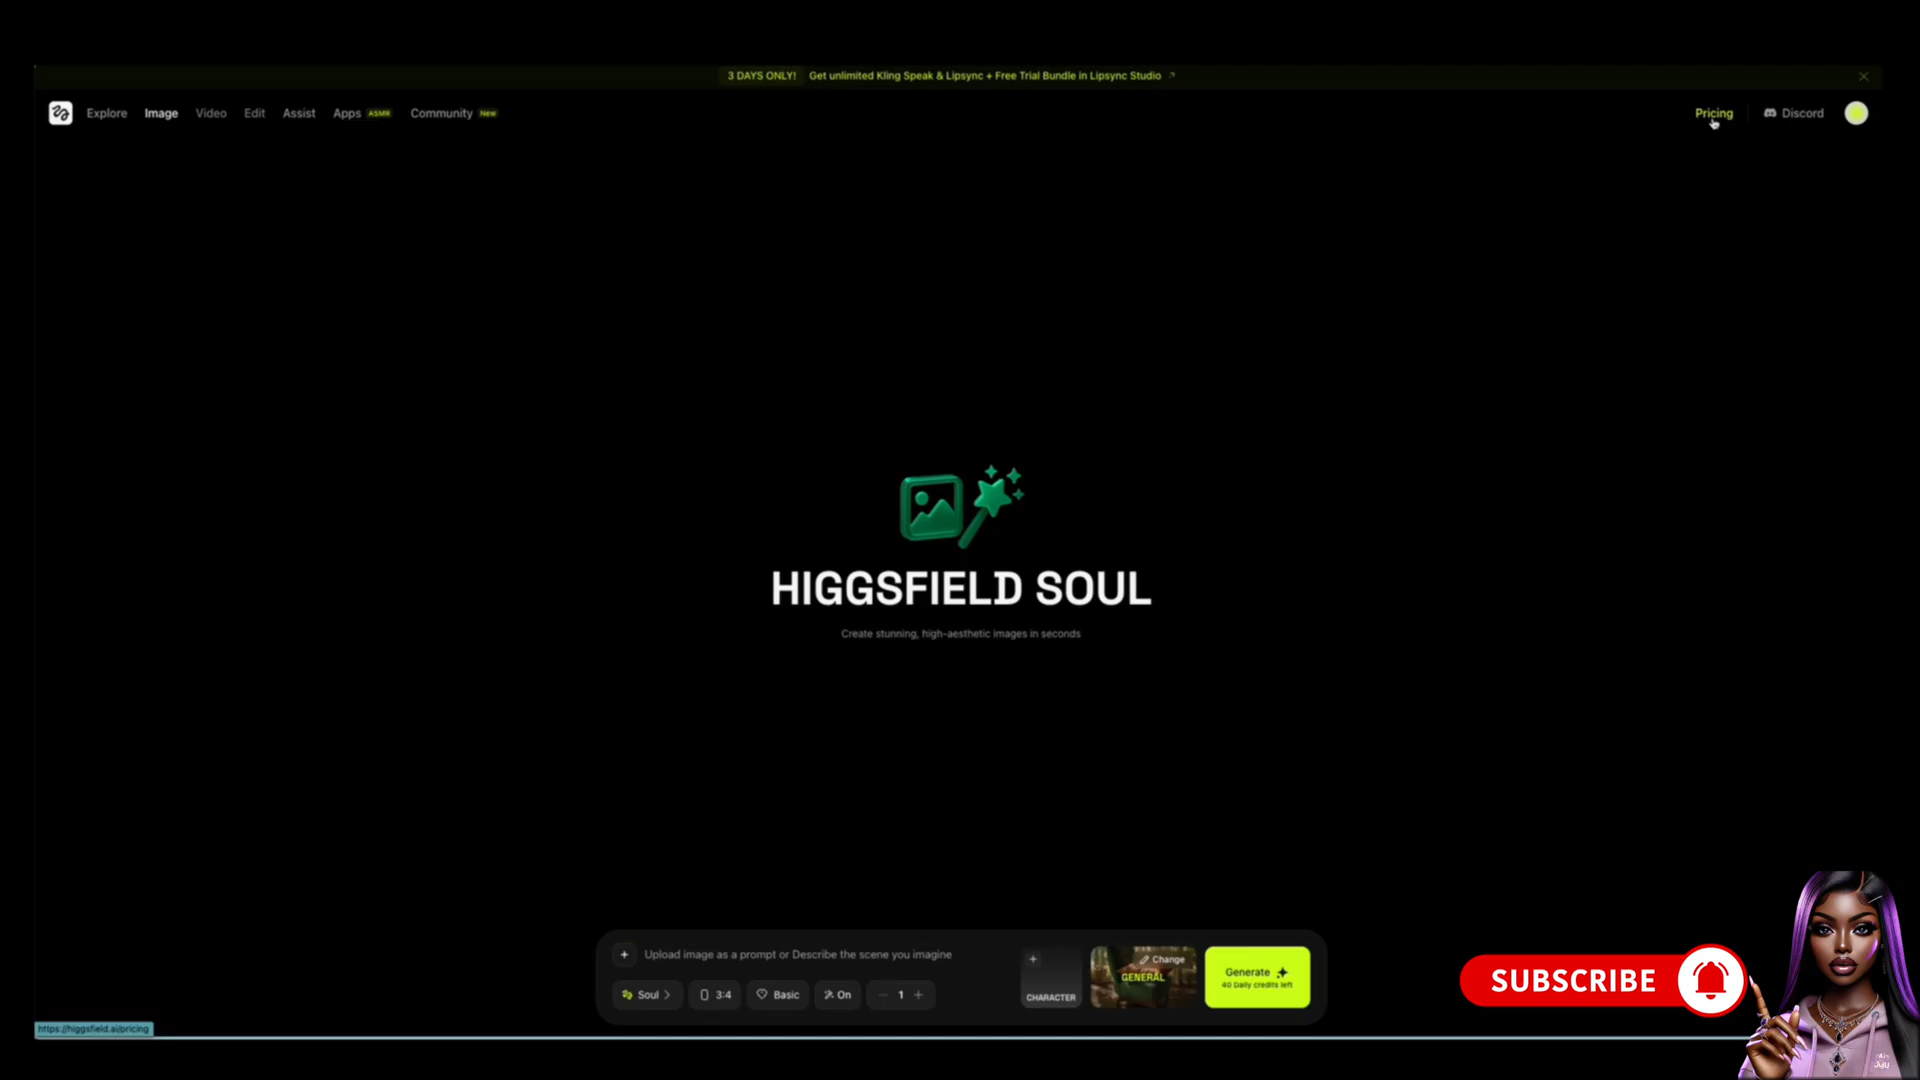 3 DAYS ONLY! Get unlimited Kling Speak & Lipsync + Free Trial Bundle in Lipsync Studio
Explore Image Video Edit Assist Apps ASMR Community New
Pricing Discord
HIGGSFIELD SOUL
Create stunning, high-aesthetic images in seconds
Upload image as a prompt or Describe the scene you imagine
Soul 3:4 Basic On 1
CHARACTER
Change
GENERAL
Generate
40 Daily credits left
SUBSCRIBE
https://higgsfield.ai/pricing
JuJu